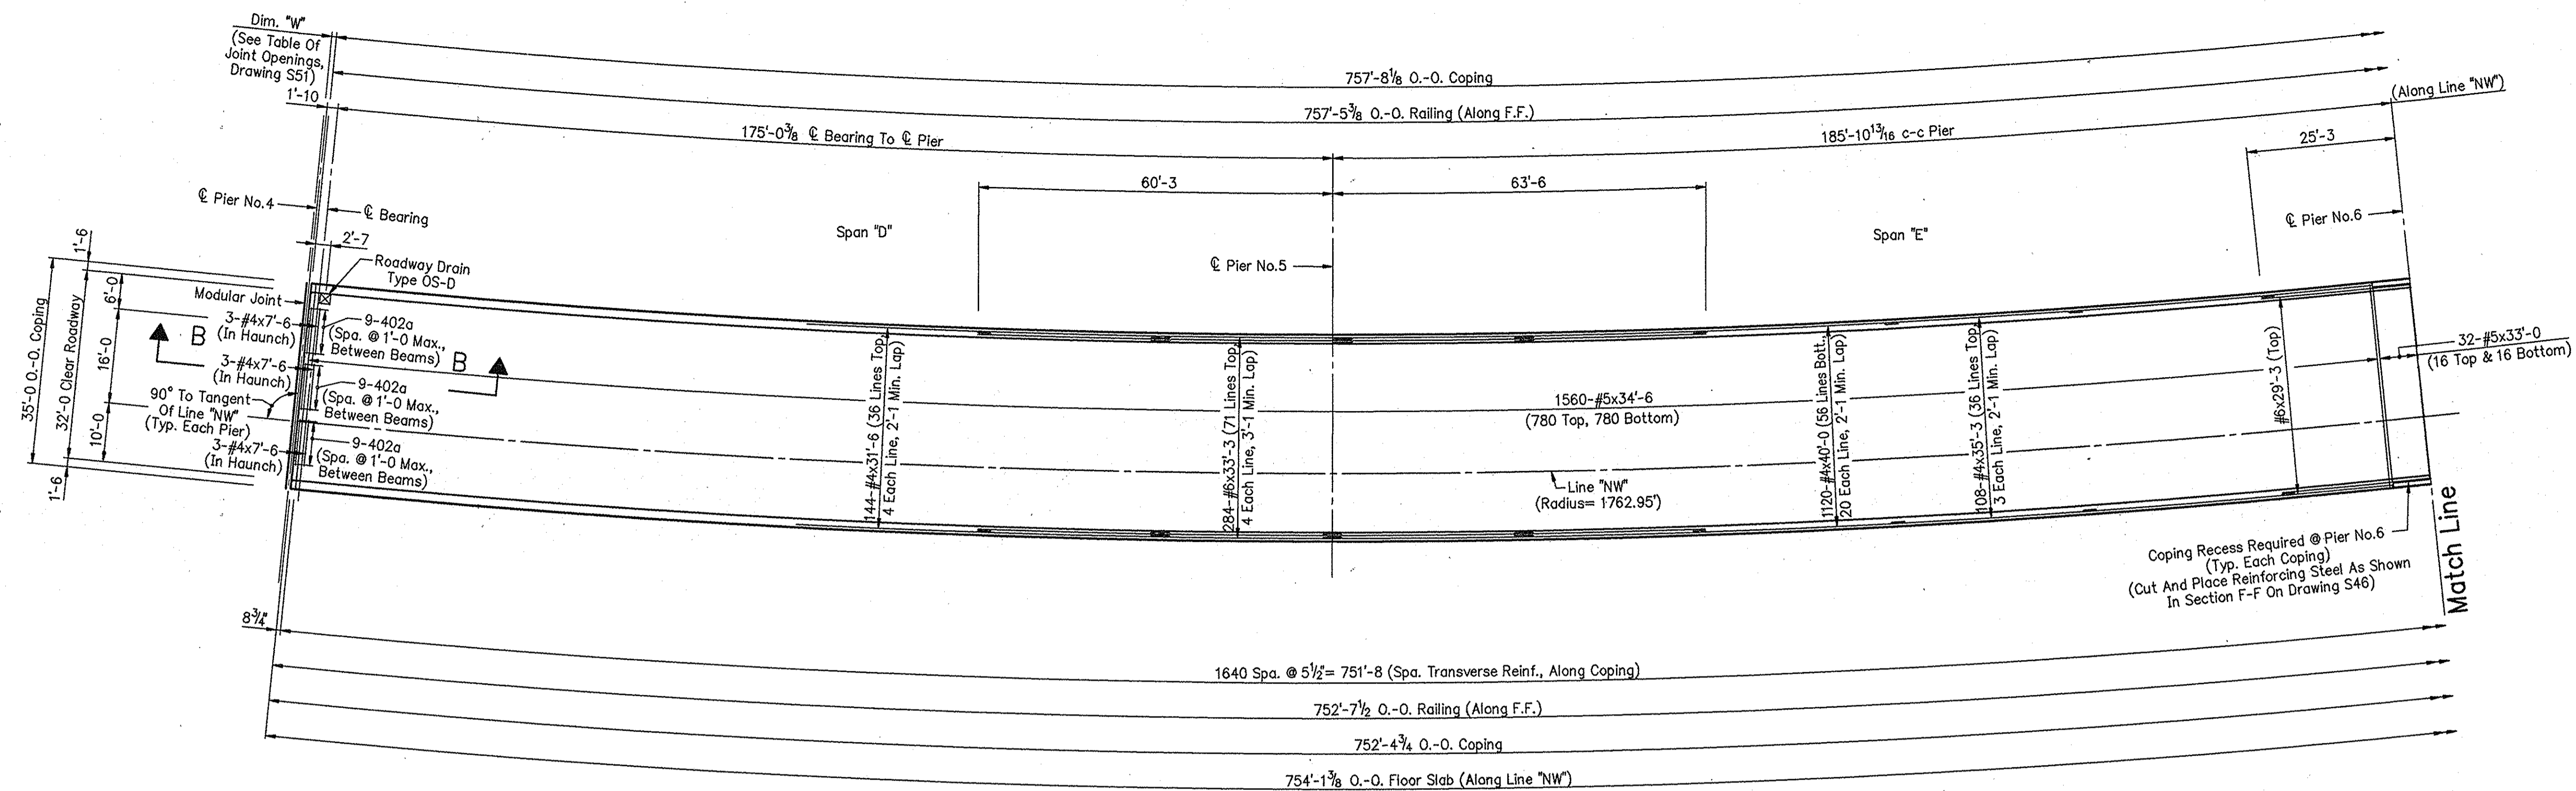 Dim. "W"
(See Table Of
Joint Openings,
Drawing S51)
757'-8⅛ O.-O. Coping
757'-5⅜ O.-O. Railing (Along F.F.)
(Along Line "NW")
1'-10
175'-0⅜ ℄ Bearing To ℄ Pier
185'-10 13/16 c-c Pier
25'-3
60'-3
63'-6
℄ Pier No.4
℄ Bearing
Span "D"
Span "E"
℄ Pier No.6
℄ Pier No.5
2'-7
Roadway Drain
Type OS-D
1'-6
35'-0 O.-O. Coping
32'-0 Clear Roadway
6'-0
16'-0
10'-0
1'-6
Modular Joint
3-#4x7'-6
(In Haunch)
B
9-402a
(Spa. @ 1'-0 Max.,
Between Beams)
B
3-#4x7'-6
(In Haunch)
9-402a
(Spa. @ 1'-0 Max.,
Between Beams)
90° To Tangent
Of Line "NW"
(Typ. Each Pier)
3-#4x7'-6
(In Haunch)
9-402a
(Spa. @ 1'-0 Max.,
Between Beams)
144-#4x31'-6 (36 Lines Top,
4 Each Line, 2'-1 Min. Lap)
284-#6x33'-3 (71 Lines Top,
4 Each Line, 3'-1 Min. Lap)
1560-#5x34'-6
(780 Top, 780 Bottom)
Line "NW"
(Radius= 1762.95')
1120-#4x40'-0 (56 Lines Bott.,
20 Each Line, 2'-1 Min. Lap)
108-#4x35'-3 (36 Lines Top,
3 Each Line, 2'-1 Min. Lap)
#6x29'-3 (Top)
32-#5x33'-0
(16 Top & 16 Bottom)
Coping Recess Required @ Pier No.6
(Typ. Each Coping)
(Cut And Place Reinforcing Steel As Shown
In Section F-F On Drawing S46)
Match Line
8¾"
1640 Spa. @ 5½"= 751'-8 (Spa. Transverse Reinf., Along Coping)
752'-7½ O.-O. Railing (Along F.F.)
752'-4¾ O.-O. Coping
754'-1⅜ O.-O. Floor Slab (Along Line "NW")